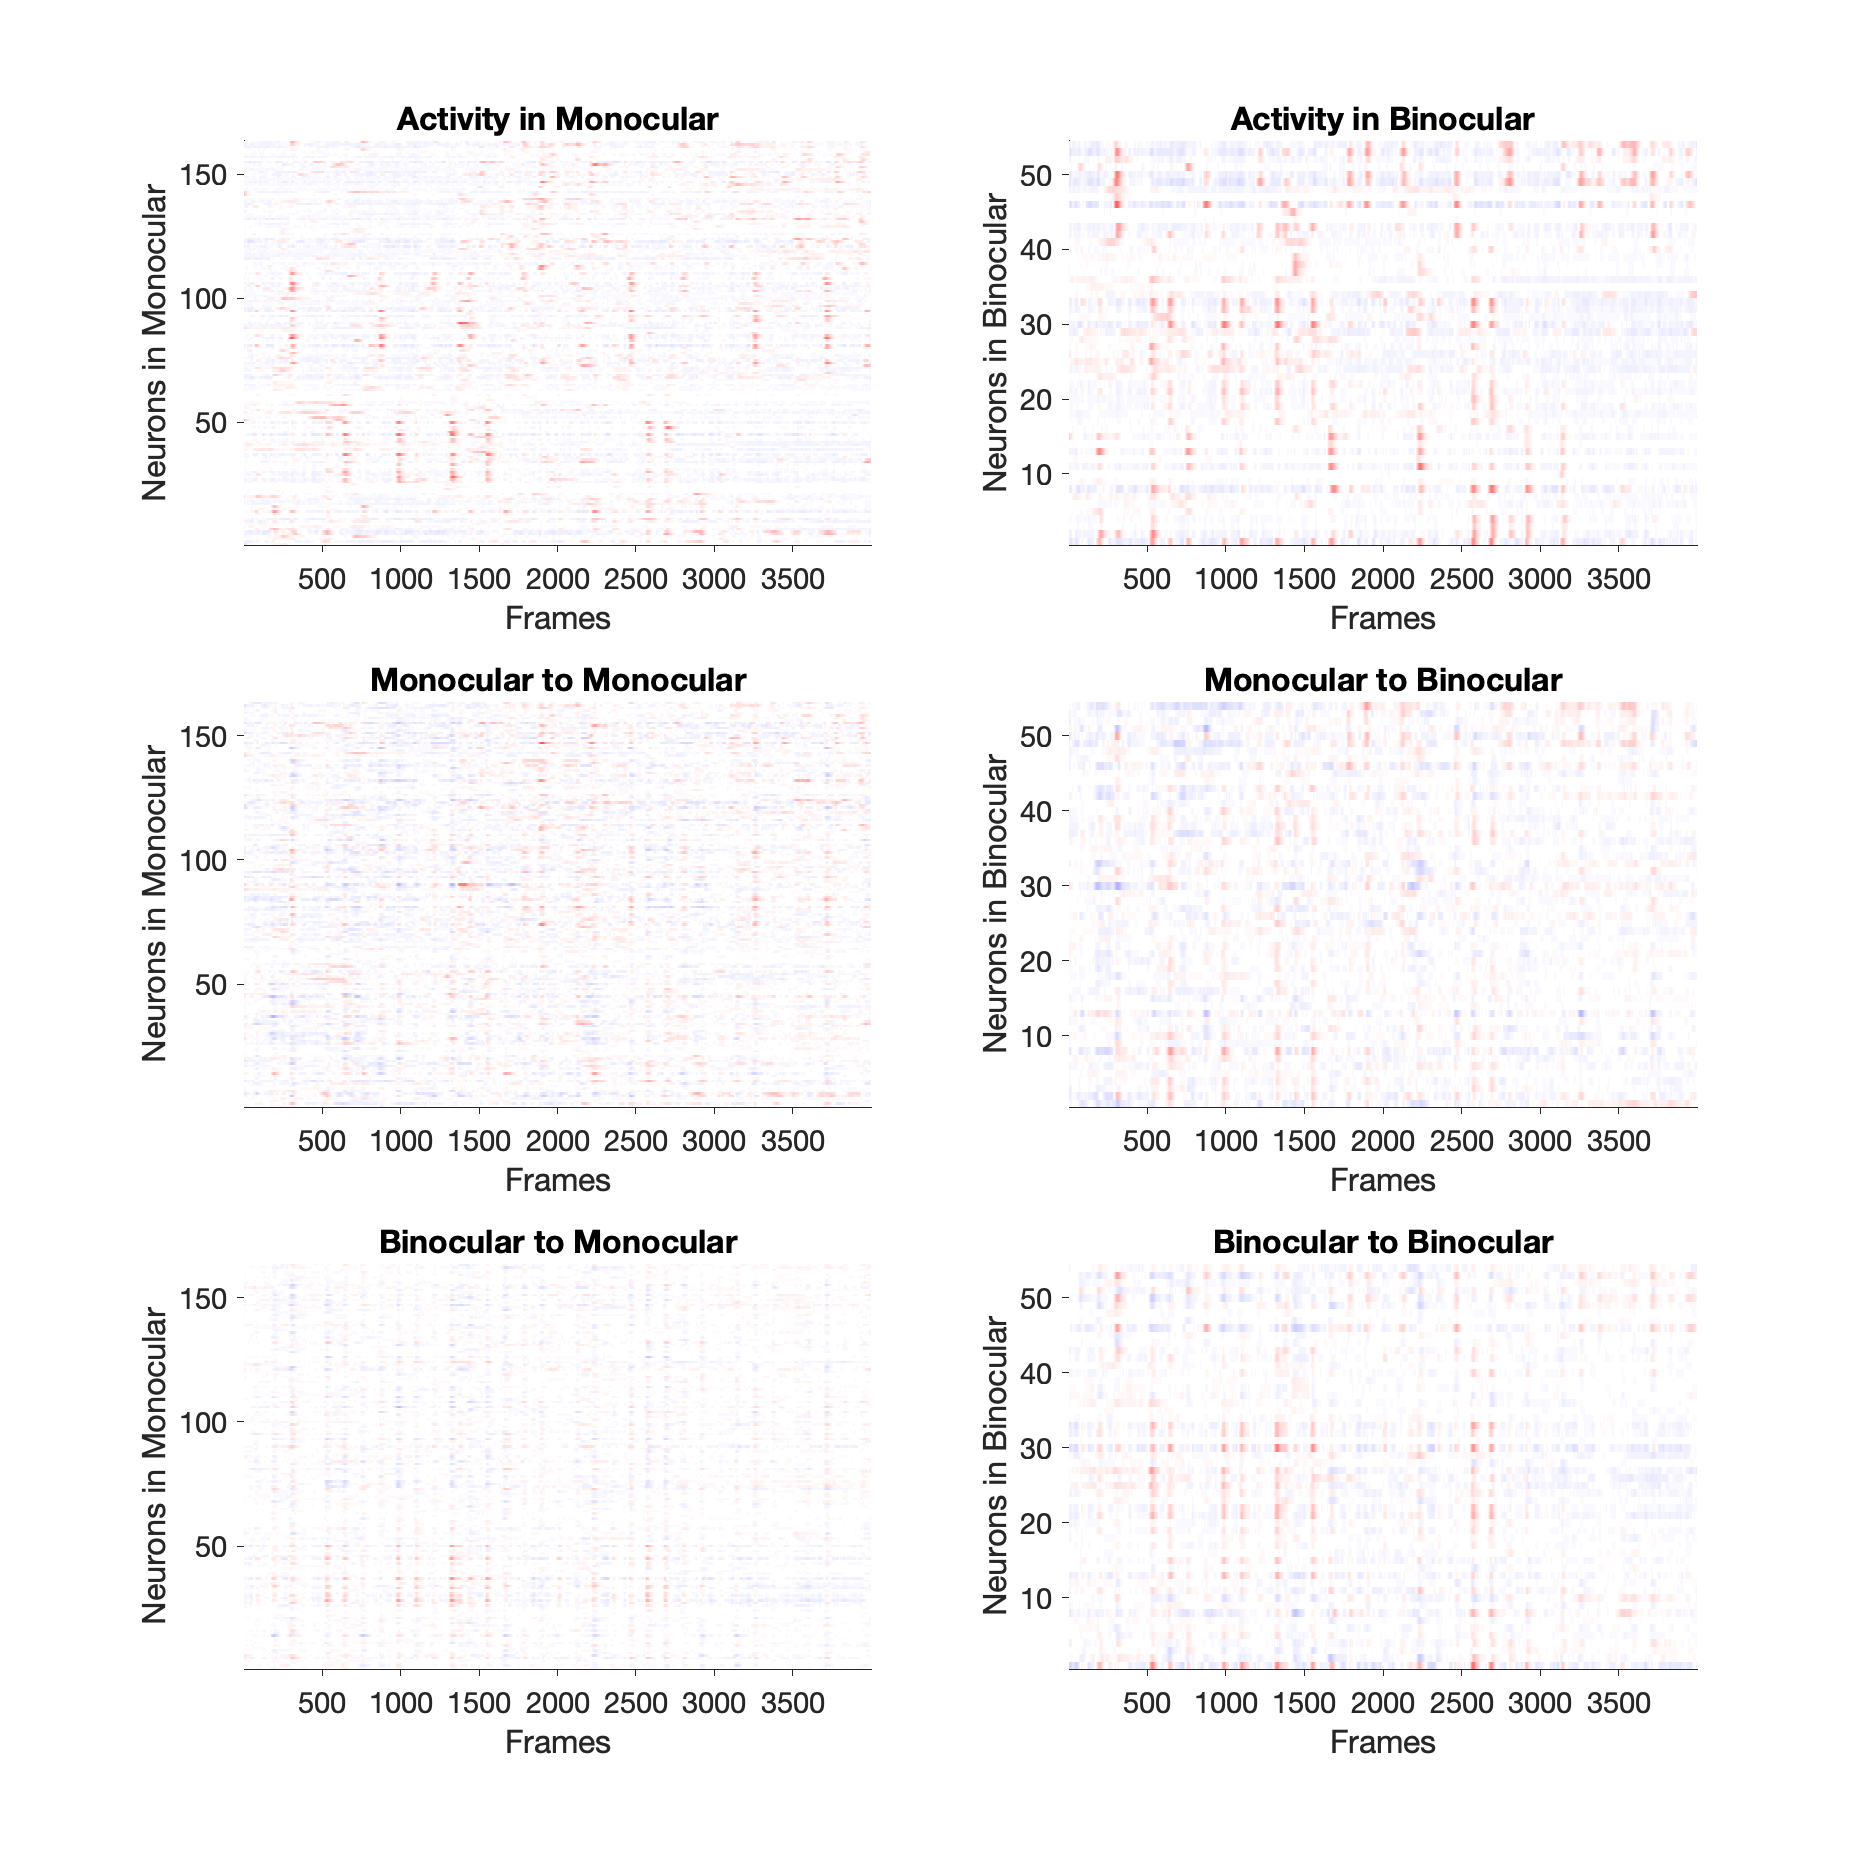 Activity in Monocular
Neurons in Monocular
150
100
50
500 1000 1500 2000 2500 3000 3500
Frames
Activity in Binocular
Neurons in Binocular
50
40
30
20
10
500 1000 1500 2000 2500 3000 3500
Frames
Monocular to Monocular
Neurons in Monocular
150
100
50
500 1000 1500 2000 2500 3000 3500
Frames
Monocular to Binocular
Neurons in Binocular
50
40
30
20
10
500 1000 1500 2000 2500 3000 3500
Frames
Binocular to Monocular
Neurons in Monocular
150
100
50
500 1000 1500 2000 2500 3000 3500
Frames
Binocular to Binocular
Neurons in Binocular
50
40
30
20
10
500 1000 1500 2000 2500 3000 3500
Frames